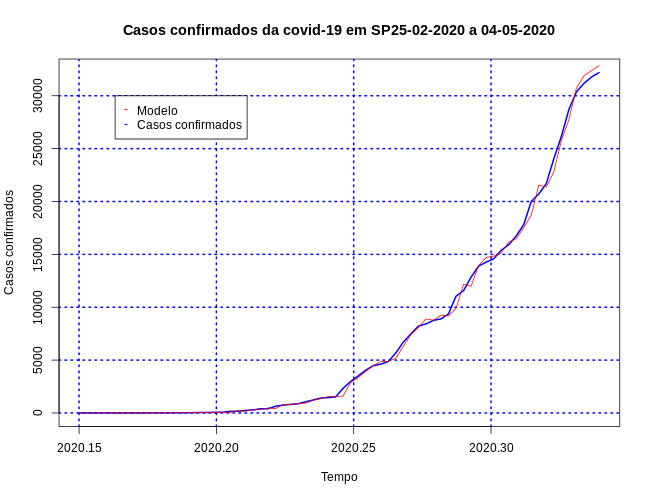 Casos confirmados da covid-19 em SP25-02-2020 a 04-05-2020
Casos confirmados
30000
25000
20000
15000
10000
5000
0
Modelo
Casos confirmados
2020.15 2020.20 2020.25 2020.30
Tempo